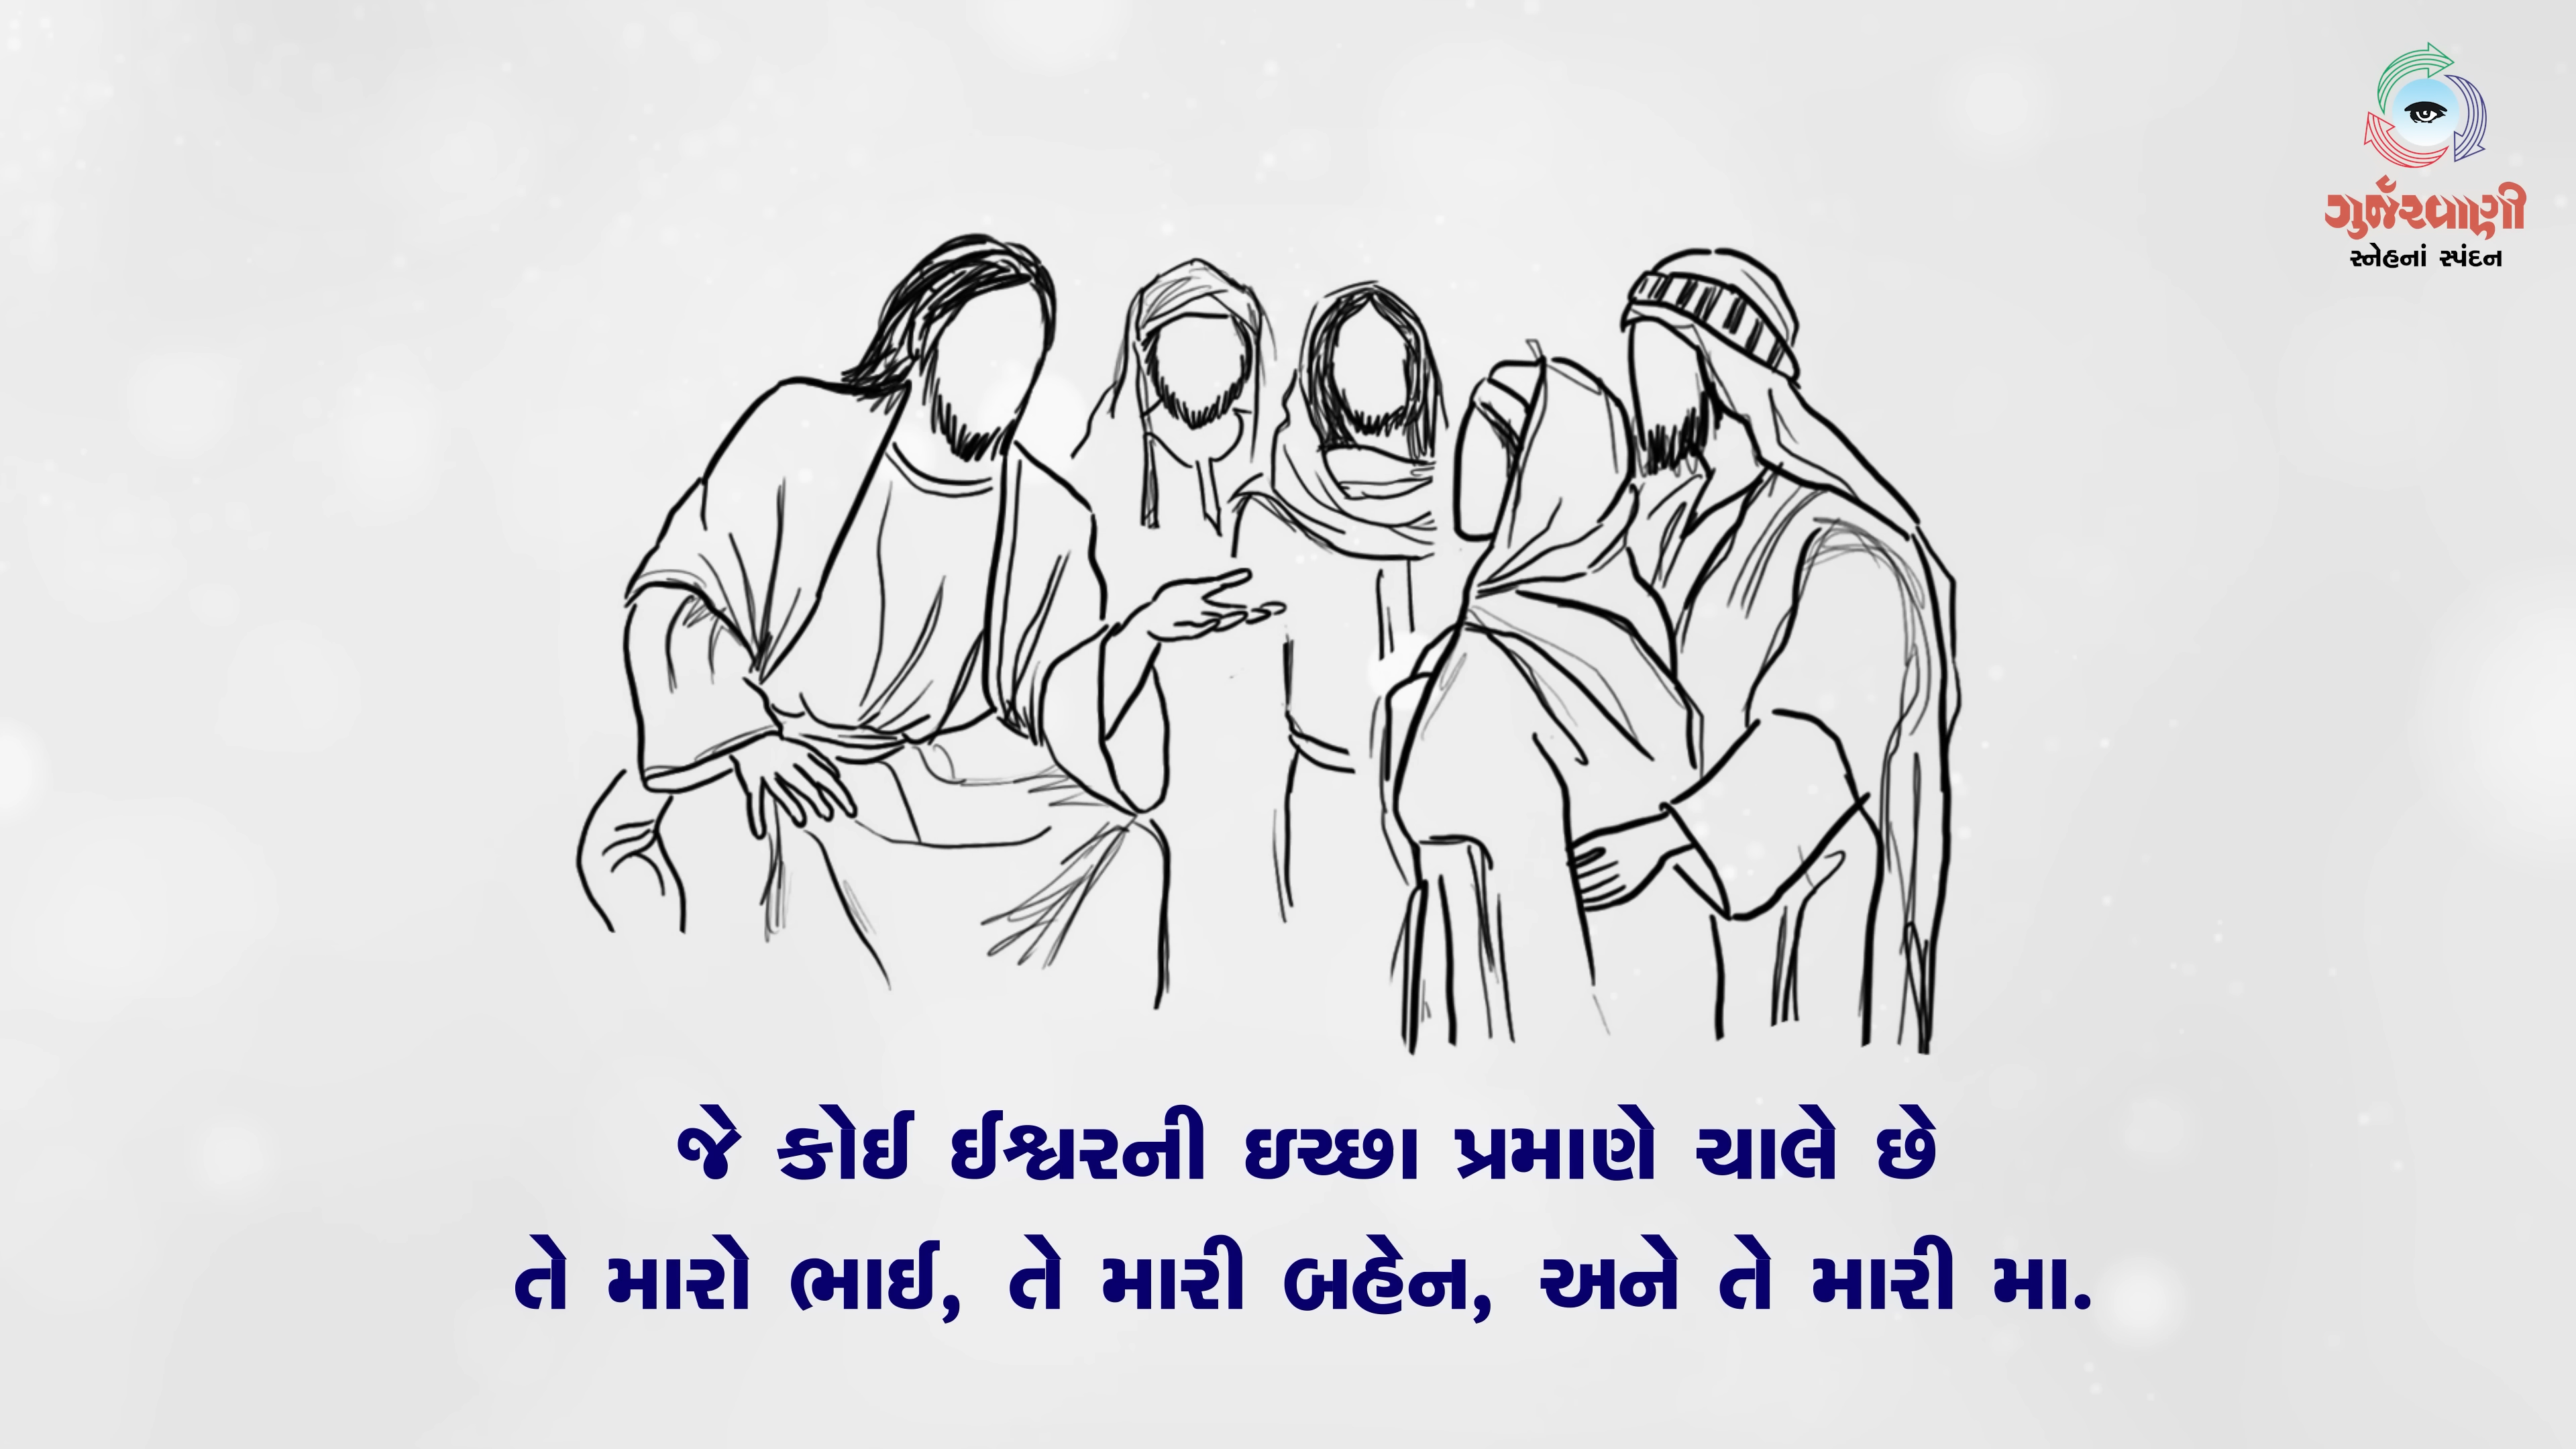 ગુર્જરવાણી
સ્નેહનાં સ્પંદન
જે કોઈ ઈશ્વરની ઇચ્છા પ્રમાણે ચાલે છે
તે મારો ભાઈ, તે મારી બહેન, અને તે મારી મા.